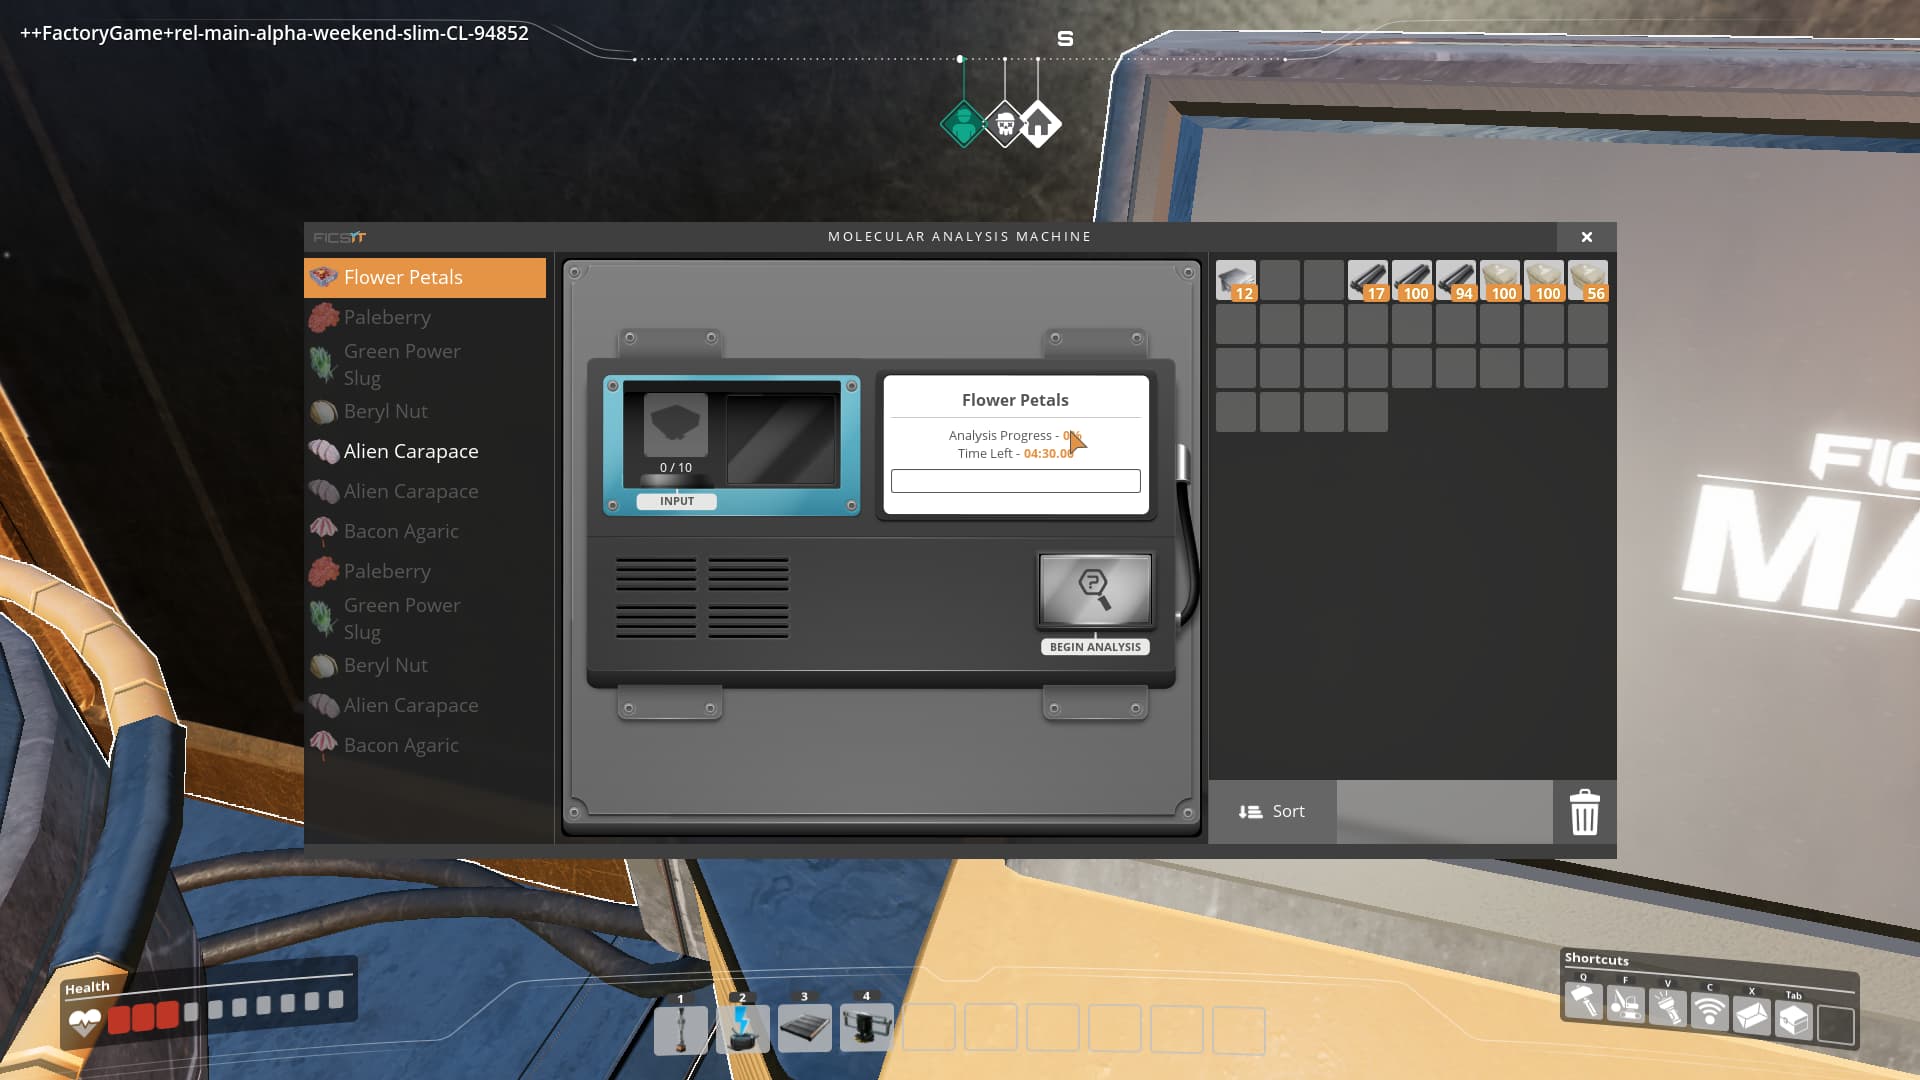 ++FactoryGame+rel-main-alpha-weekend-slim-CL-94852
S
FICSIT
MOLECULAR ANALYSIS MACHINE
Flower Petals
Paleberry
Green Power
Slug
Beryl Nut
Alien Carapace
Alien Carapace
Bacon Agaric
Paleberry
Green Power
Slug
Beryl Nut
Alien Carapace
Bacon Agaric
0 / 10
INPUT
Flower Petals
Analysis Progress - 0%
Time Left - 04:30.00
?
BEGIN ANALYSIS
12 17 100 94 100 100 56
Sort
FIC
MA
Health
1 2 3 4
Shortcuts
Q F V C X Tab